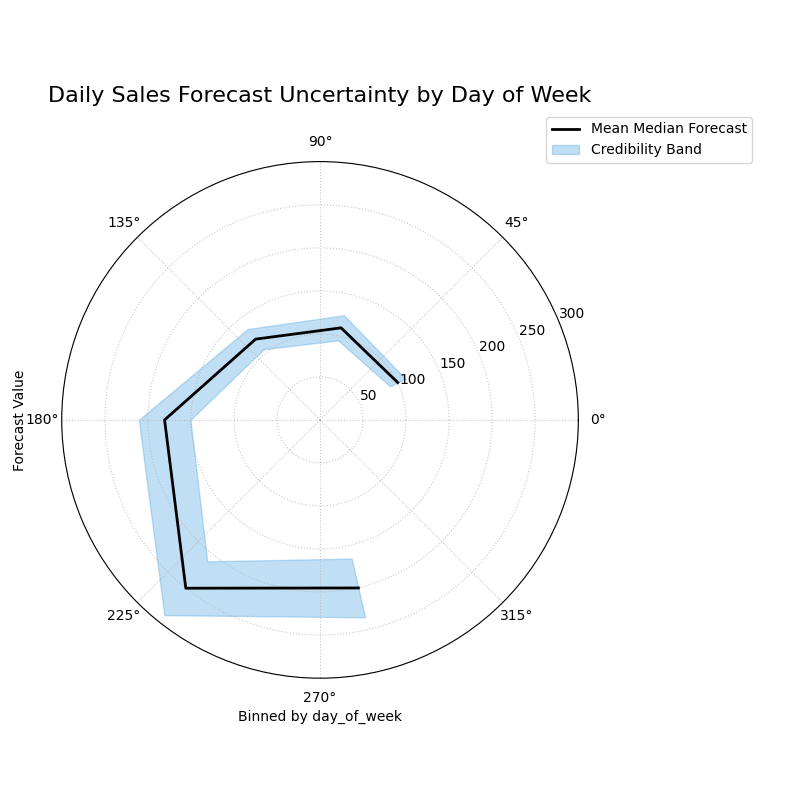 Daily Sales Forecast Uncertainty by Day of Week
Mean Median Forecast
Credibility Band
90°
135°
45°
300
250
200
150
100
50
Forecast Value
180°
0°
225°
315°
270°
Binned by day_of_week